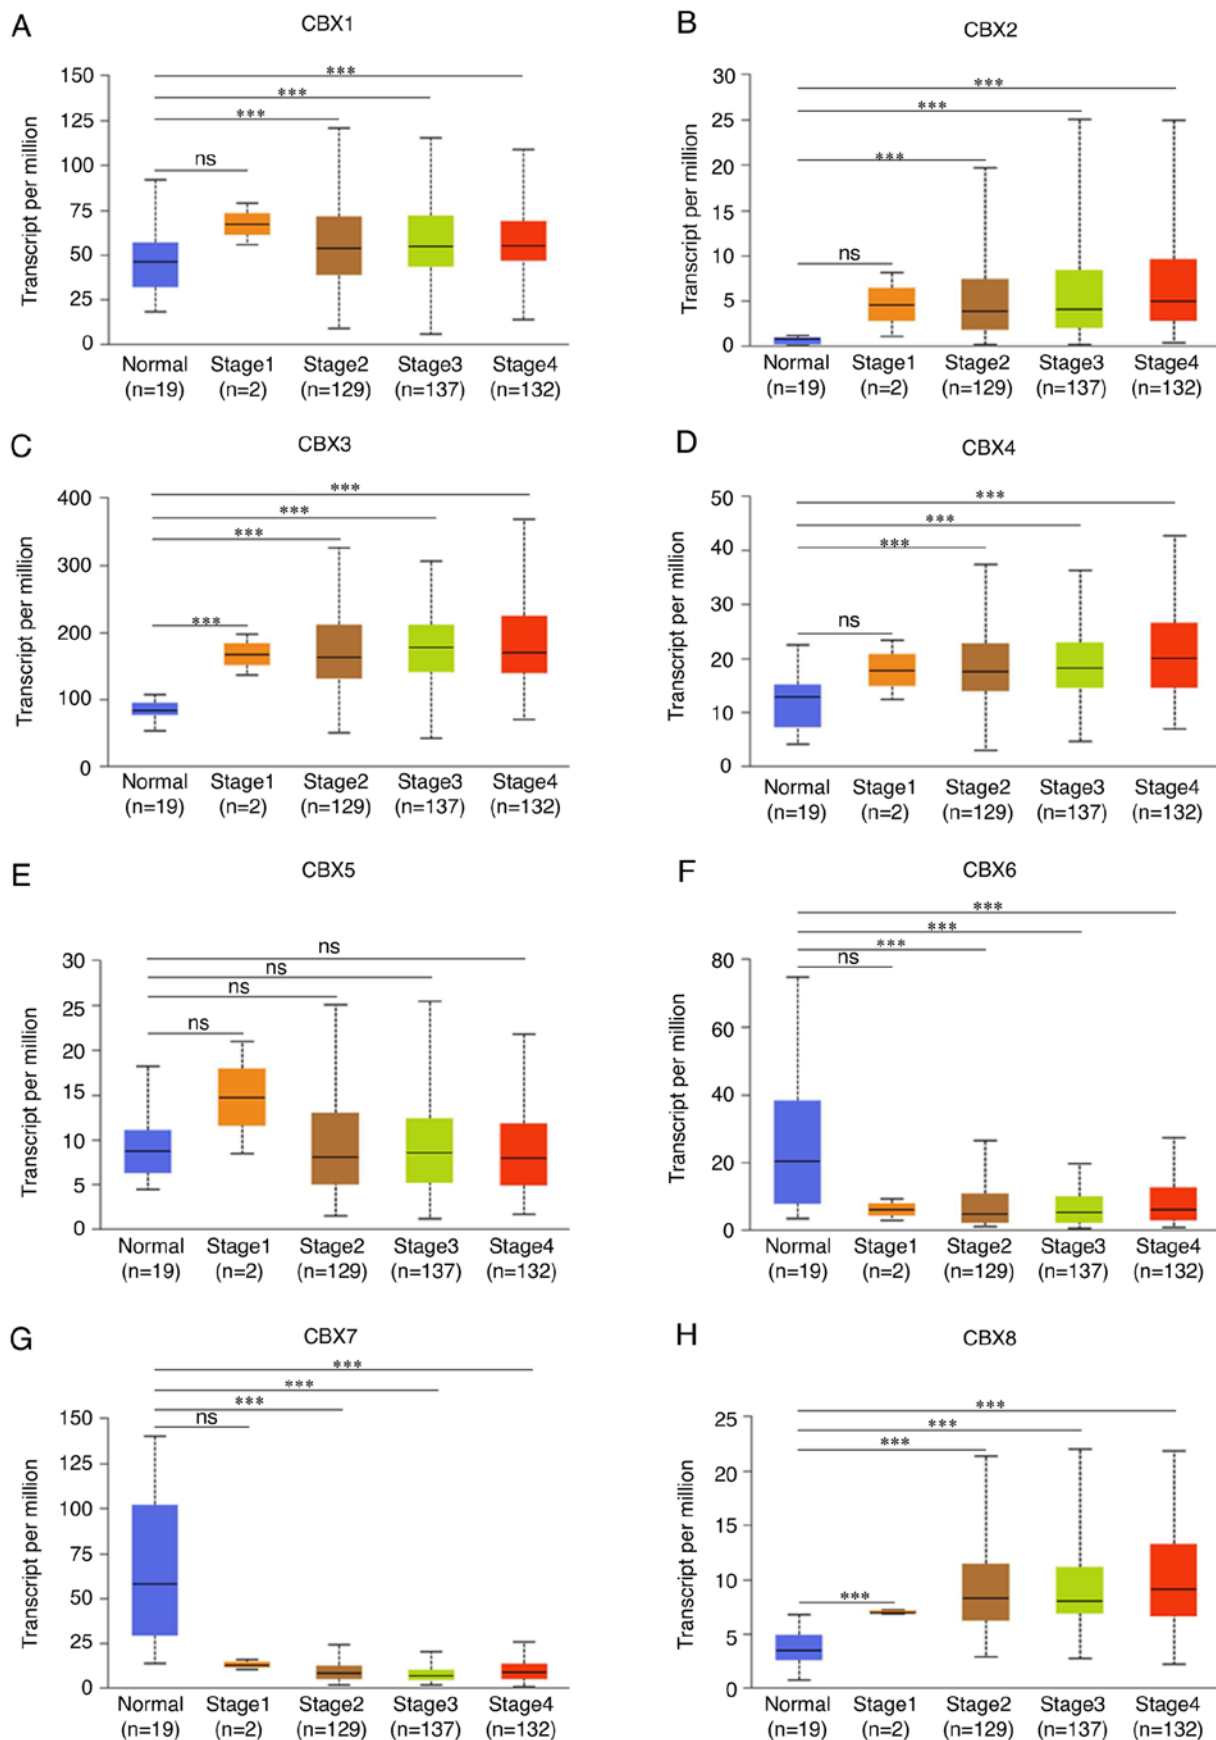 A
CBX1
Transcript per million
150
125
100
75
50
25
0
***
***
***
ns
Normal Stage1 Stage2 Stage3 Stage4
(n=19) (n=2) (n=129) (n=137) (n=132)
B
CBX2
Transcript per million
30
25
20
15
10
5
0
***
***
***
ns
Normal Stage1 Stage2 Stage3 Stage4
(n=19) (n=2) (n=129) (n=137) (n=132)
C
CBX3
Transcript per million
400
300
200
100
0
***
***
***
***
Normal Stage1 Stage2 Stage3 Stage4
(n=19) (n=2) (n=129) (n=137) (n=132)
D
CBX4
Transcript per million
50
40
30
20
10
0
***
***
***
ns
Normal Stage1 Stage2 Stage3 Stage4
(n=19) (n=2) (n=129) (n=137) (n=132)
E
CBX5
Transcript per million
30
25
20
15
10
5
0
ns
ns
ns
ns
Normal Stage1 Stage2 Stage3 Stage4
(n=19) (n=2) (n=129) (n=137) (n=132)
F
CBX6
Transcript per million
80
60
40
20
0
***
***
***
ns
Normal Stage1 Stage2 Stage3 Stage4
(n=19) (n=2) (n=129) (n=137) (n=132)
G
CBX7
Transcript per million
150
125
100
75
50
25
0
***
***
***
ns
Normal Stage1 Stage2 Stage3 Stage4
(n=19) (n=2) (n=129) (n=137) (n=132)
H
CBX8
Transcript per million
25
20
15
10
5
0
***
***
***
***
Normal Stage1 Stage2 Stage3 Stage4
(n=19) (n=2) (n=129) (n=137) (n=132)